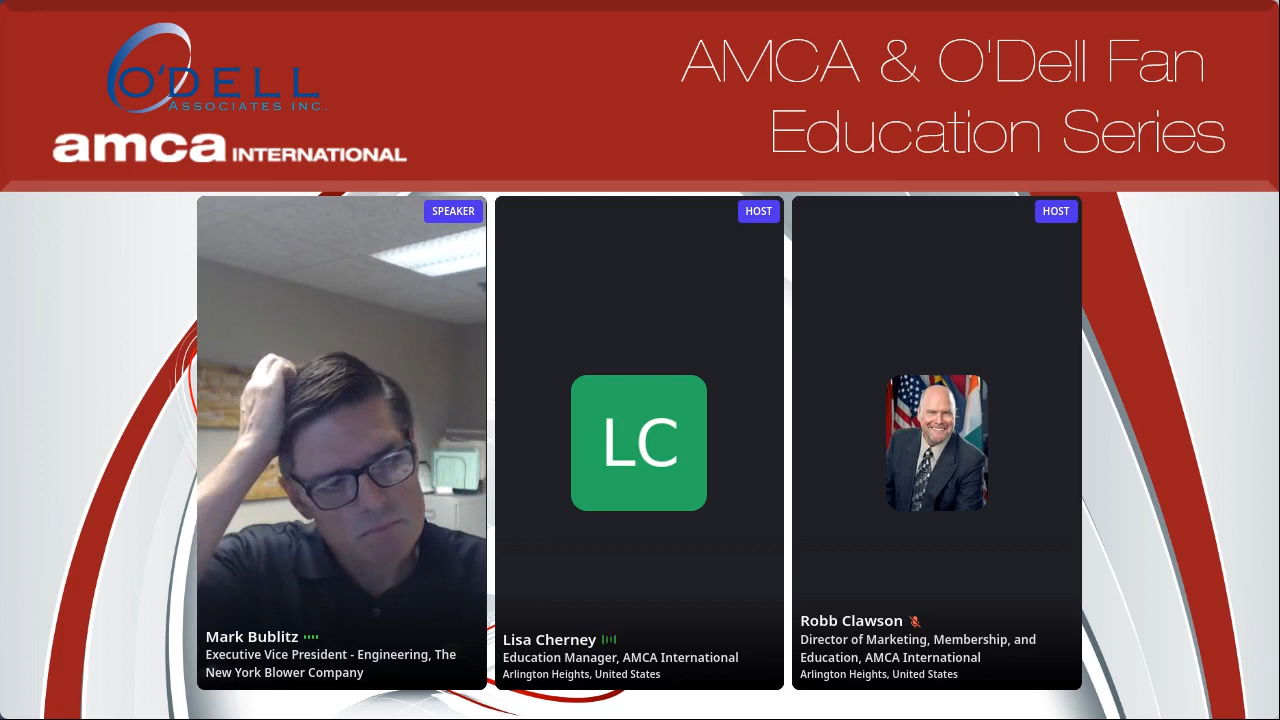 O'DELL
ASSOCIATES INC.
amca INTERNATIONAL
AMCA & O'Dell Fan
Education Series
SPEAKER
Mark Bublitz
Executive Vice President - Engineering, The
New York Blower Company
HOST
LC
Lisa Cherney
Education Manager, AMCA International
Arlington Heights, United States
HOST
Robb Clawson
Director of Marketing, Membership, and
Education, AMCA International
Arlington Heights, United States